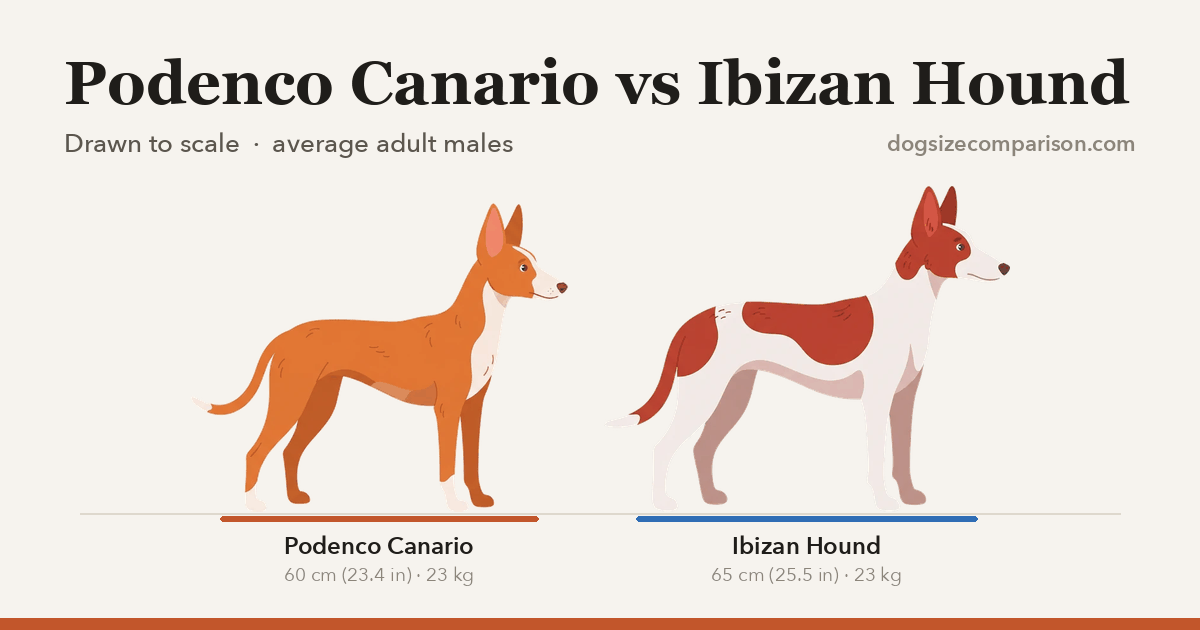 Podenco Canario vs Ibizan Hound
Drawn to scale · average adult males
dogsizecomparison.com
Podenco Canario
60 cm (23.4 in) · 23 kg
Ibizan Hound
65 cm (25.5 in) · 23 kg